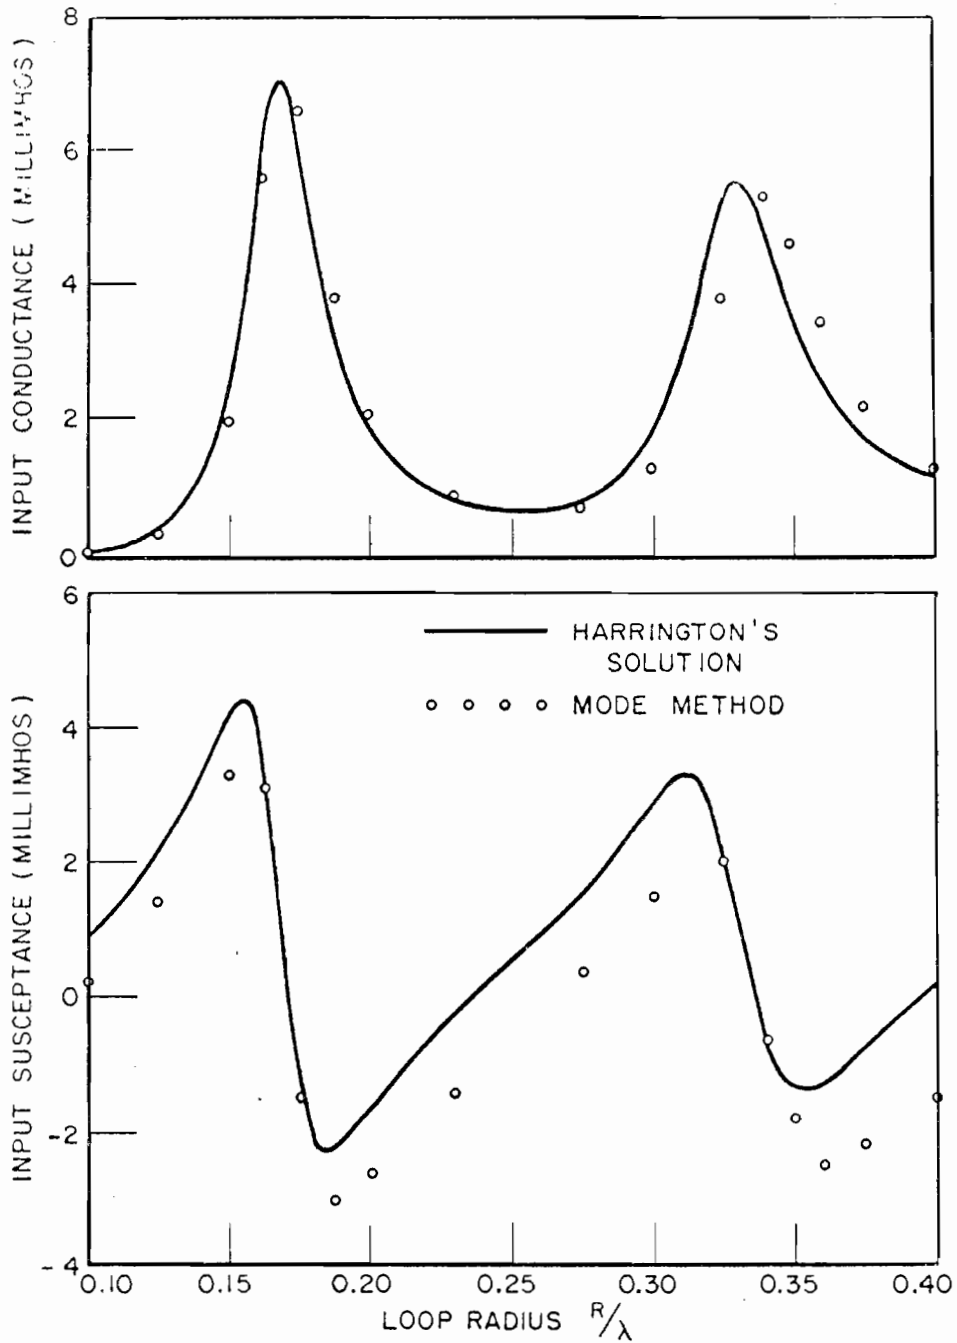 INPUT CONDUCTANCE (MILLIMHOS)
8
6
4
2
0
INPUT SUSCEPTANCE (MILLIMHOS)
6
4
2
0
-2
-4
HARRINGTON'S
SOLUTION
MODE METHOD
0.10 0.15 0.20 0.25 0.30 0.35 0.40
LOOP RADIUS R/λ